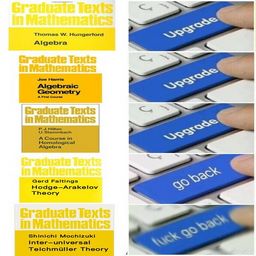 Graduate Texts
in Mathematics
Thomas W. Hungerford
Algebra
Upgrade
Graduate Texts
in Mathematics
Joe Harris
Algebraic
Geometry
A First Course
Upgrade
Graduate Texts
in Mathematics
P.J. Hilton
U. Stammbach
A Course in
Homological
Algebra
Upgrade
Graduate Texts
in Mathematics
Gerd Faltings
Hodge-Arakelov
Theory
go back
Graduate Texts
in Mathematics
Shinichi Mochizuki
Inter-universal
Teichmüller Theory
fuck go back